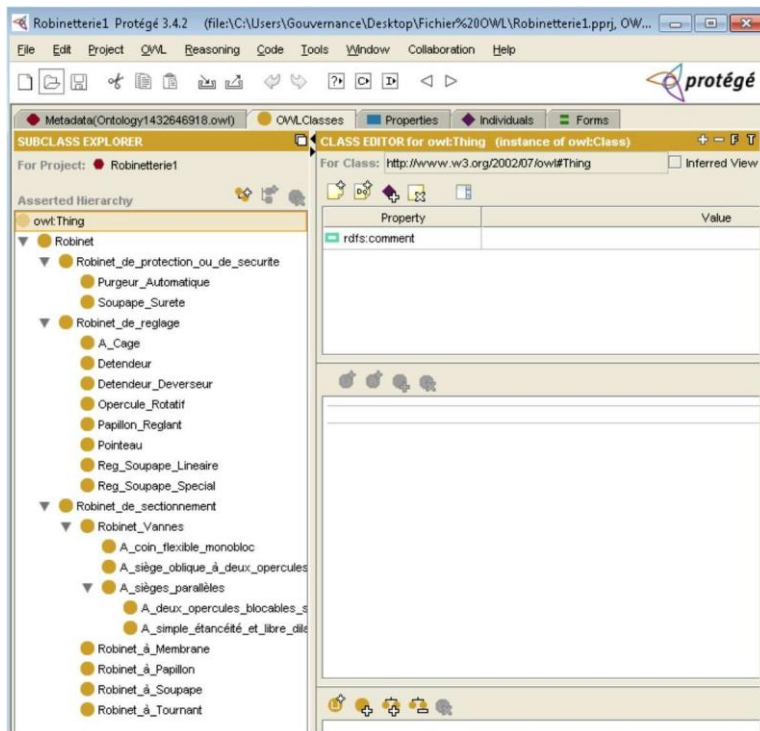 Robinetterie1 Protégé 3.4.2 (file:\C:\Users\Gouvernance\Desktop\Fichier%20OWL\Robinetterie1.pprj, OW...
File Edit Project OWL Reasoning Code Tools Window Collaboration Help
protégé
Metadata(Ontology1432646918.owl) OWLClasses Properties Individuals Forms
SUBCLASS EXPLORER
For Project: Robinetterie1
Asserted Hierarchy
owl:Thing
Robinet
Robinet_de_protection_ou_de_securite
Purgeur_Automatique
Soupape_Surete
Robinet_de_reglage
A_Cage
Detendeur
Detendeur_Deverseur
Opercule_Rotatif
Papillon_Reglant
Pointeau
Reg_Soupape_Lineaire
Reg_Soupape_Special
Robinet_de_sectionnement
Robinet_Vannes
A_coin_flexible_monobloc
A_siège_oblique_à_deux_opercules
A_sièges_parallèles
A_deux_opercules_blocables_s
A_simple_étancéité_et_libre_dila
Robinet_à_Membrane
Robinet_à_Papillon
Robinet_à_Soupape
Robinet_à_Tournant
CLASS EDITOR for owl:Thing (instance of owl:Class)
For Class: http://www.w3.org/2002/07/owl#Thing Inferred View
Property Value
rdfs:comment